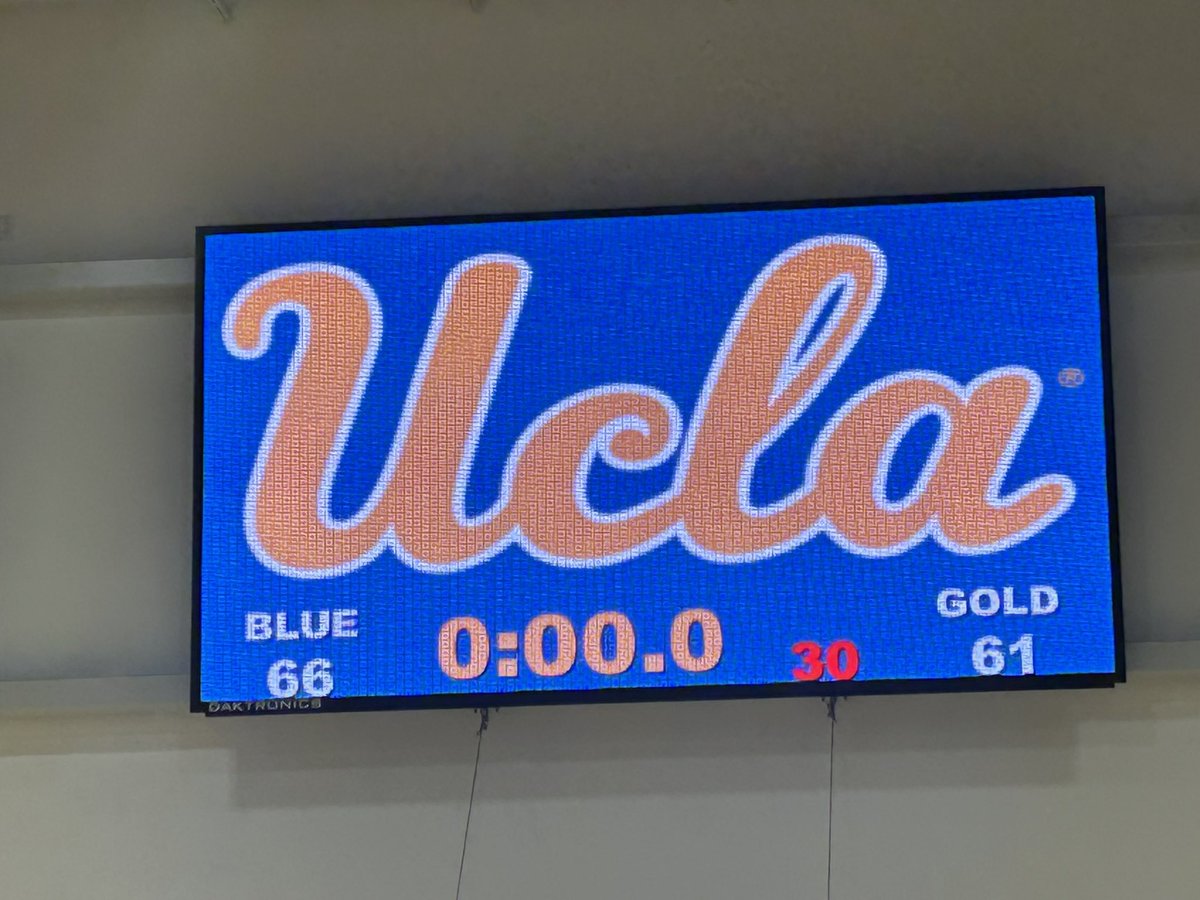 Ucla®
BLUE
GOLD
66
0:00.0
30
61
DAKTRONICS